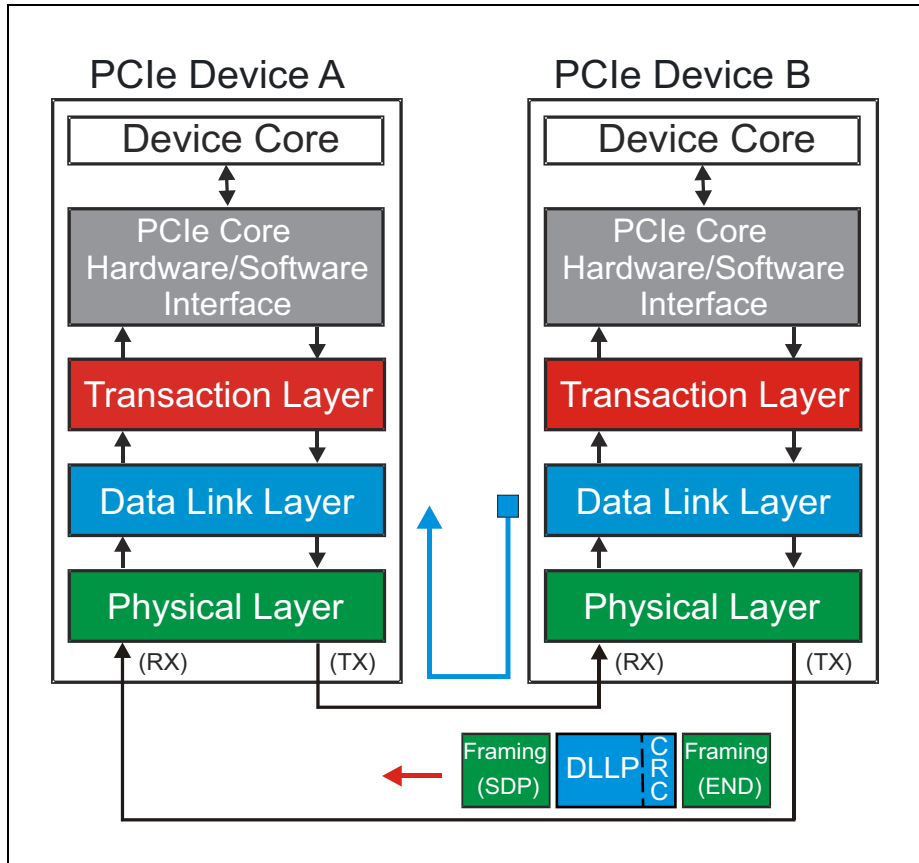 PCIe Device A
Device Core
PCIe Core
Hardware/Software
Interface
Transaction Layer
Data Link Layer
Physical Layer
(RX)
(TX)
PCIe Device B
Device Core
PCIe Core
Hardware/Software
Interface
Transaction Layer
Data Link Layer
Physical Layer
(RX)
(TX)
Framing
(SDP)
DLLP
C
R
C
Framing
(END)